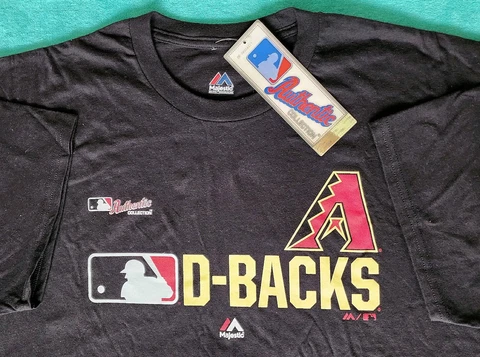 Majestic
Authentic
COLLECTION
Authentic
COLLECTION
A
D-BACKS
Majestic